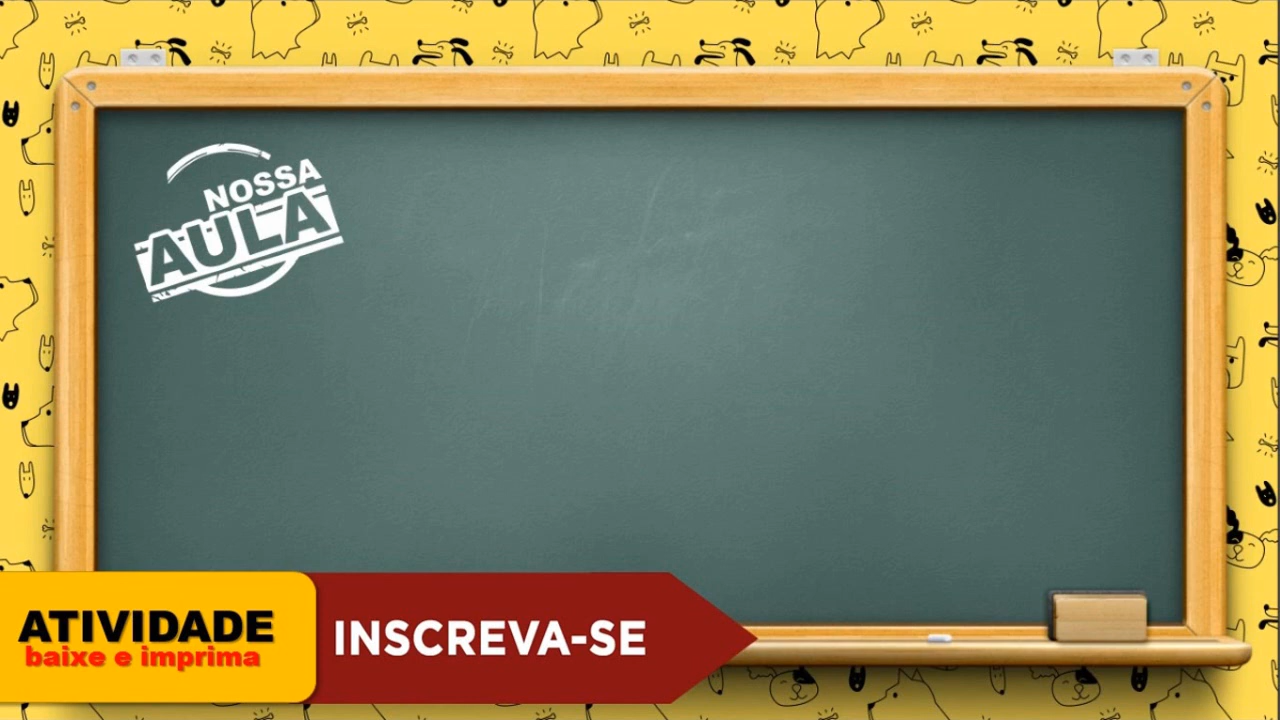 NOSSA
AULA
ATIVIDADE
baixe e imprima
INSCREVA-SE